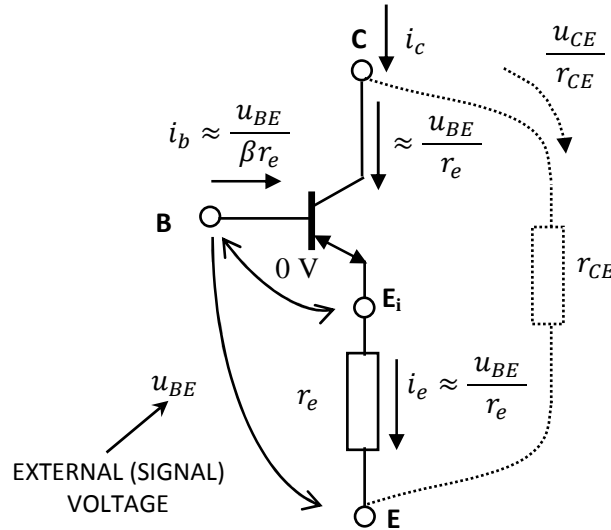 C
i_c
u_CE / r_CE
i_b ≈ u_BE / βr_e
≈ u_BE / r_e
B
0 V
E_i
r_CE
u_BE
r_e
i_e ≈ u_BE / r_e
EXTERNAL (SIGNAL)
VOLTAGE
E